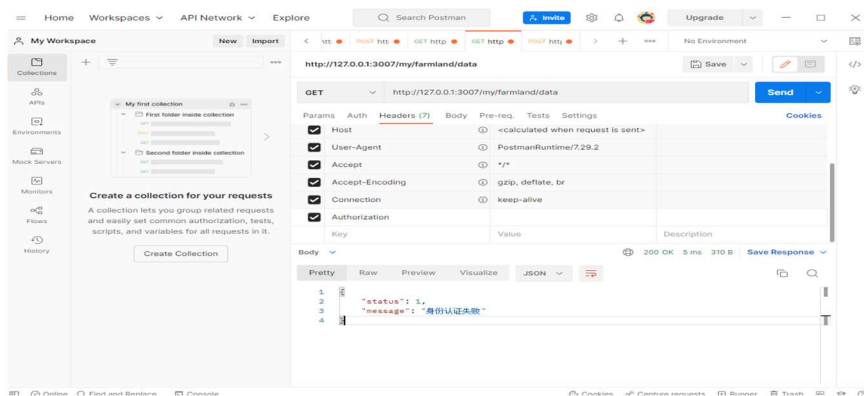 Home Workspaces API Network Explore Search Postman Invite Upgrade
My Workspace New Import POST htt GET http GET http POST http No Environment
Collections
APIs
Environments
Mock Servers
Monitors
Flows
History
My first collection
First folder inside collection
Second folder inside collection
Create a collection for your requests
A collection lets you group related requests
and easily set common authorization, tests,
scripts, and variables for all requests in it.
Create Collection
http://127.0.0.1:3007/my/farmland/data Save
GET http://127.0.0.1:3007/my/farmland/data Send
Params Auth Headers (7) Body Pre-req. Tests Settings Cookies
Host <calculated when request is sent>
User-Agent PostmanRuntime/7.29.2
Accept */*
Accept-Encoding gzip, deflate, br
Connection keep-alive
Authorization
Key Value Description
Body 200 OK 5 ms 310 B Save Response
Pretty Raw Preview Visualize JSON
1 {
2 "status": 1,
3 "message": "身份认证失败"
4 }
Online Find and Replace Console Cookies Capture requests Runner Trash